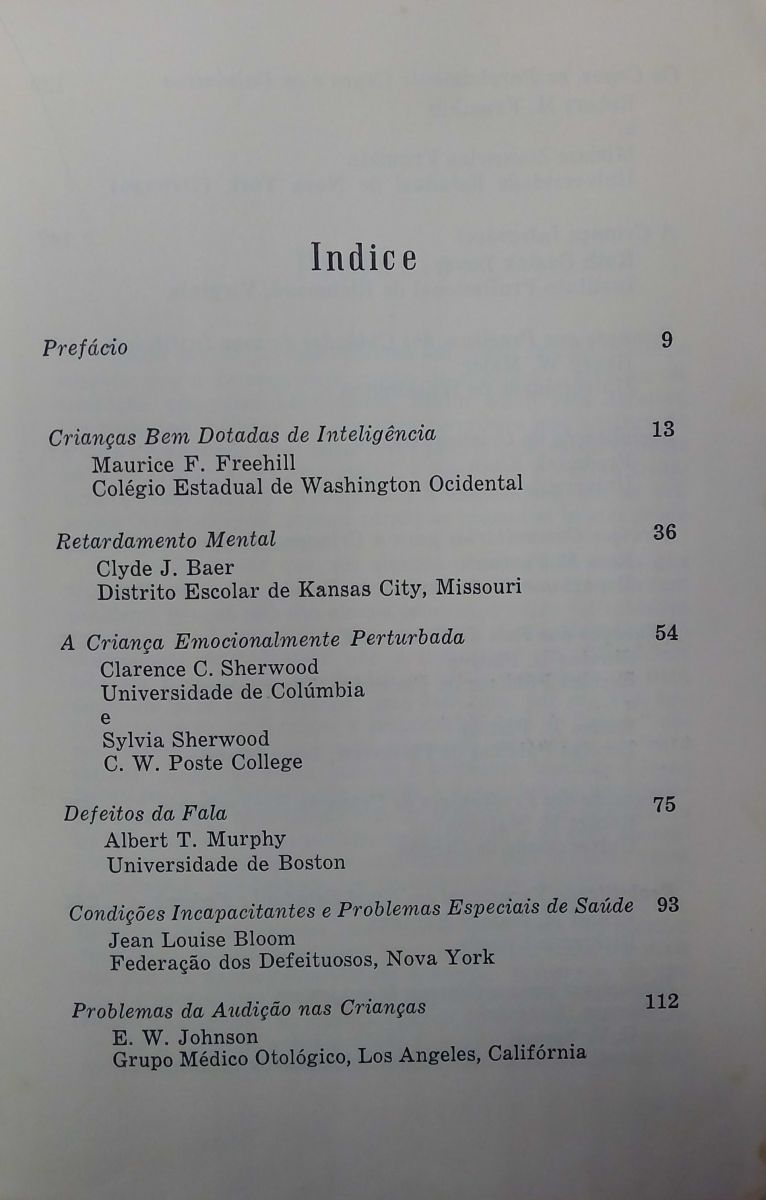 Indice
Prefácio 9
Crianças Bem Dotadas de Inteligência 13
Maurice F. Freehill
Colégio Estadual de Washington Ocidental
Retardamento Mental 36
Clyde J. Baer
Distrito Escolar de Kansas City, Missouri
A Criança Emocionalmente Perturbada 54
Clarence C. Sherwood
Universidade de Colúmbia
e
Sylvia Sherwood
C. W. Poste College
Defeitos da Fala 75
Albert T. Murphy
Universidade de Boston
Condições Incapacitantes e Problemas Especiais de Saúde 93
Jean Louise Bloom
Federação dos Defeituosos, Nova York
Problemas da Audição nas Crianças 112
E. W. Johnson
Grupo Médico Otológico, Los Angeles, Califórnia